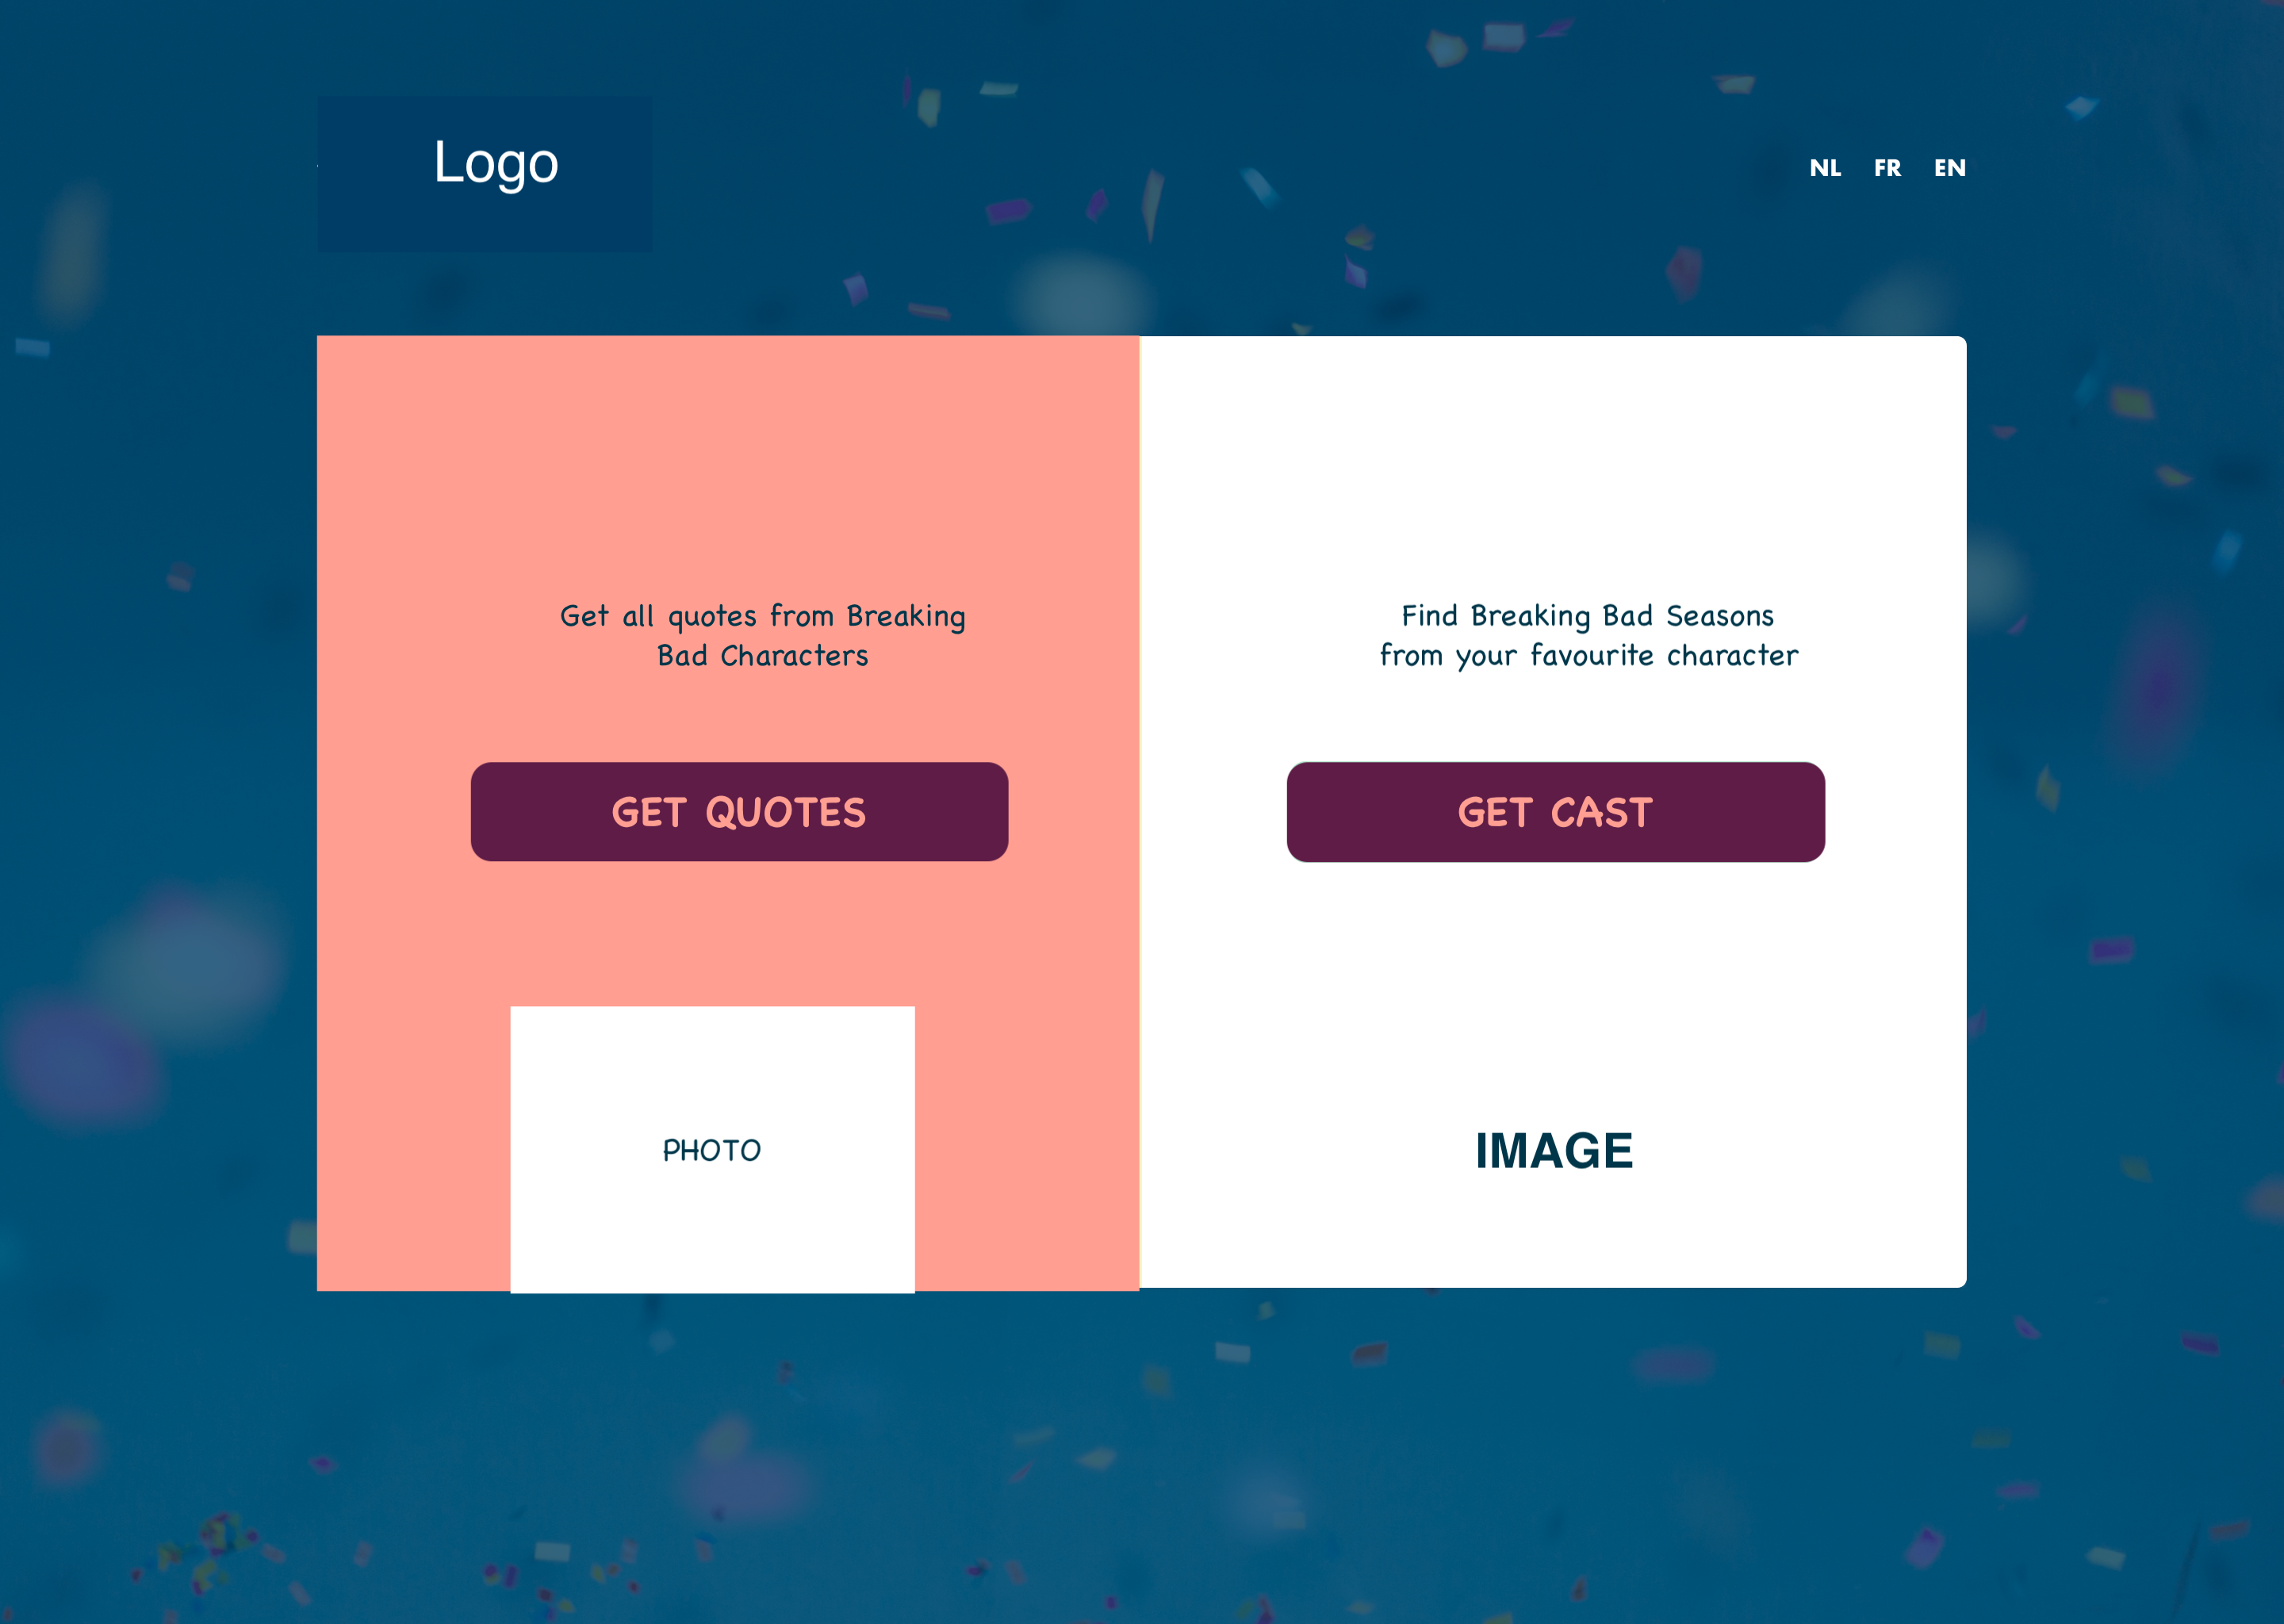 Logo
NL FR EN
Get all quotes from Breaking
Bad Characters
GET QUOTES
PHOTO
Find Breaking Bad Seasons
from your favourite character
GET CAST
IMAGE